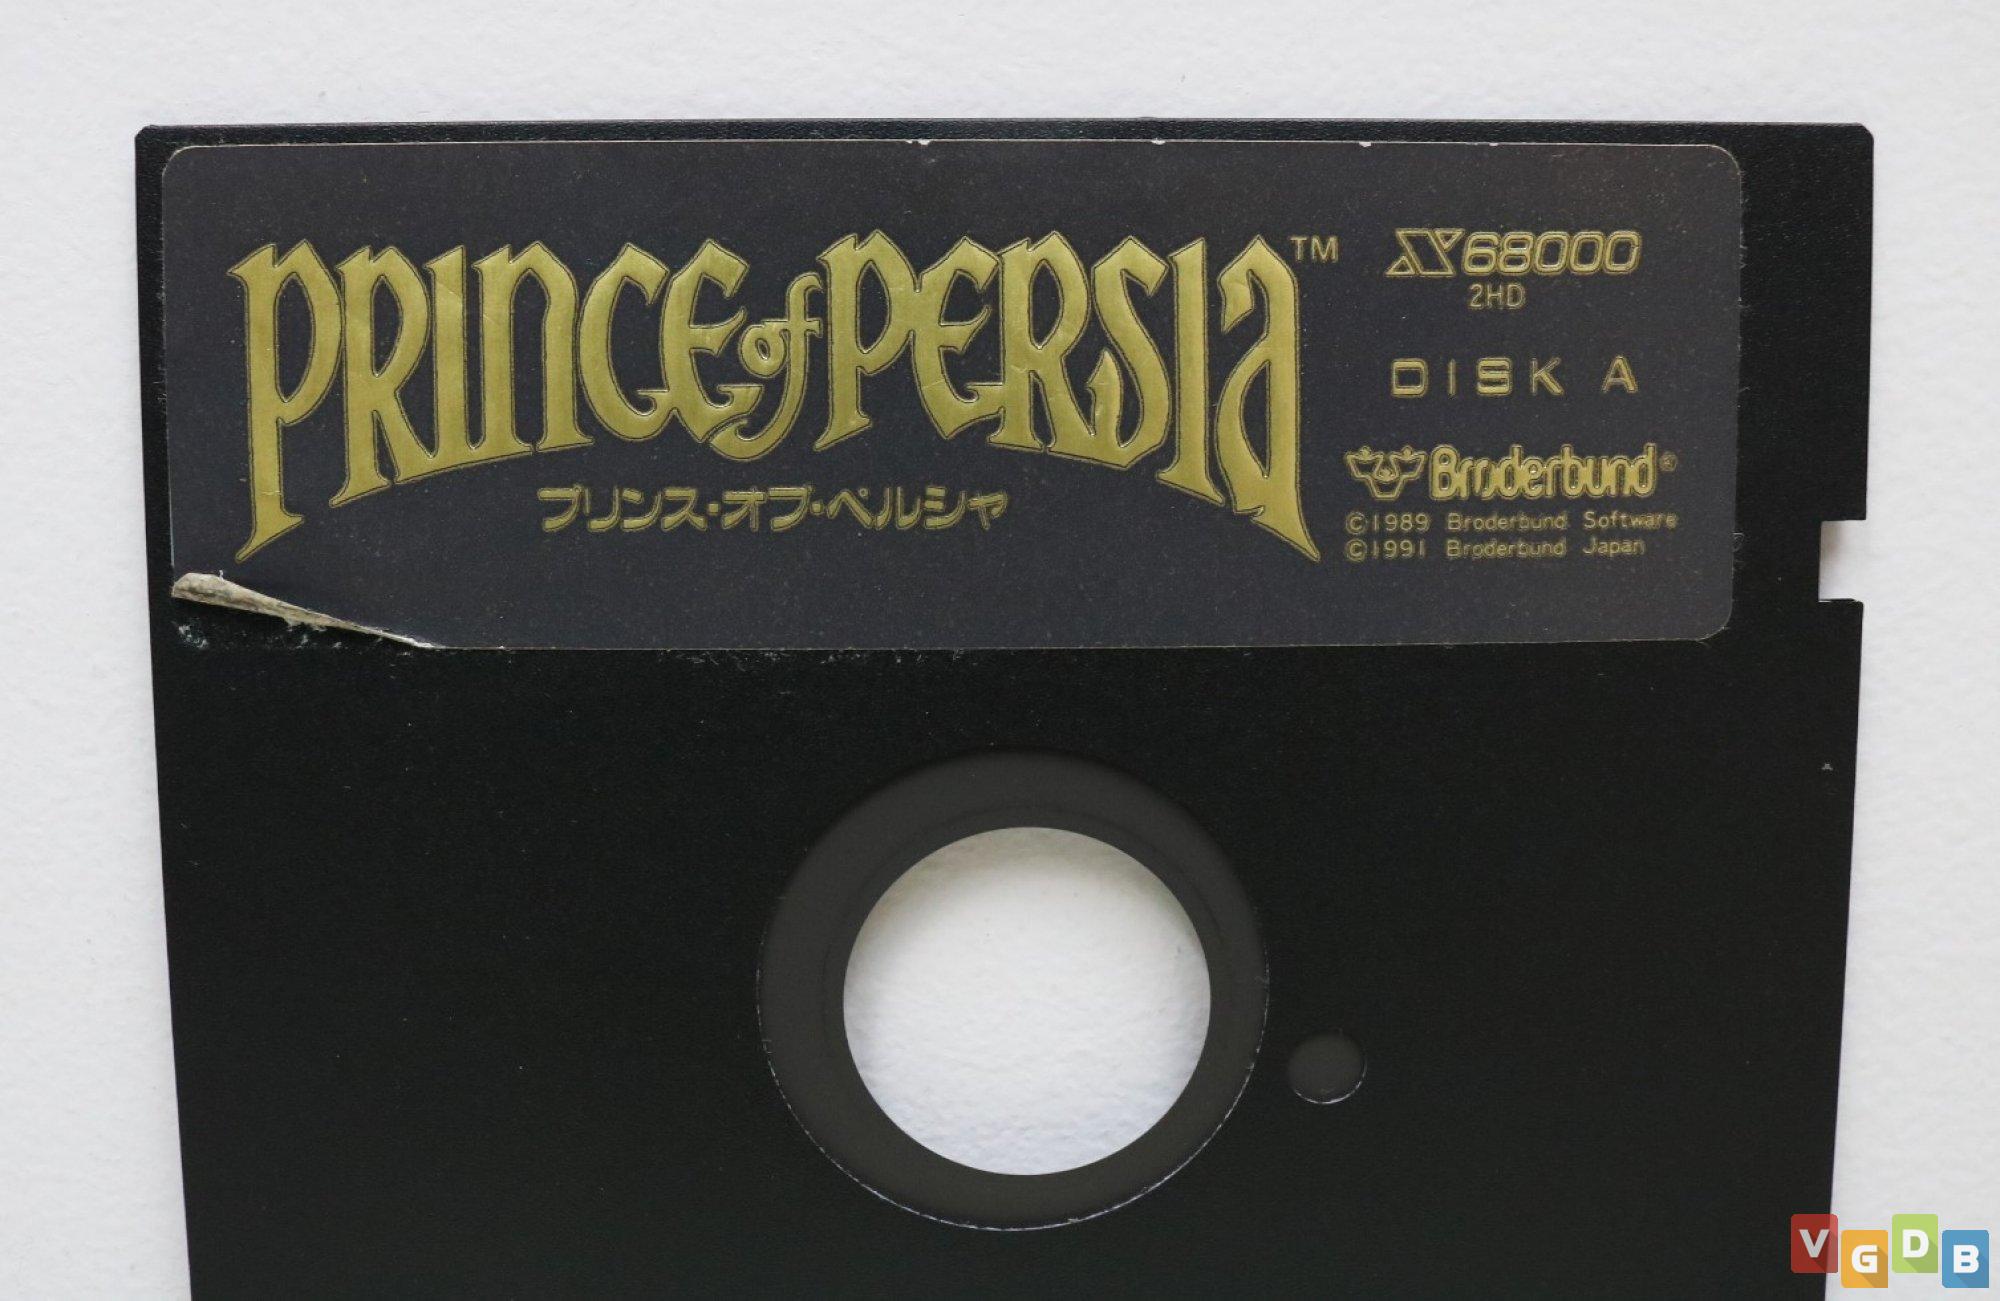 PRINCE of PERSIA™
プリンス・オブ・ペルシャ
X68000
2HD
DISK A
Brøderbund®
©1989 Broderbund Software
©1991 Broderbund Japan
VGDB